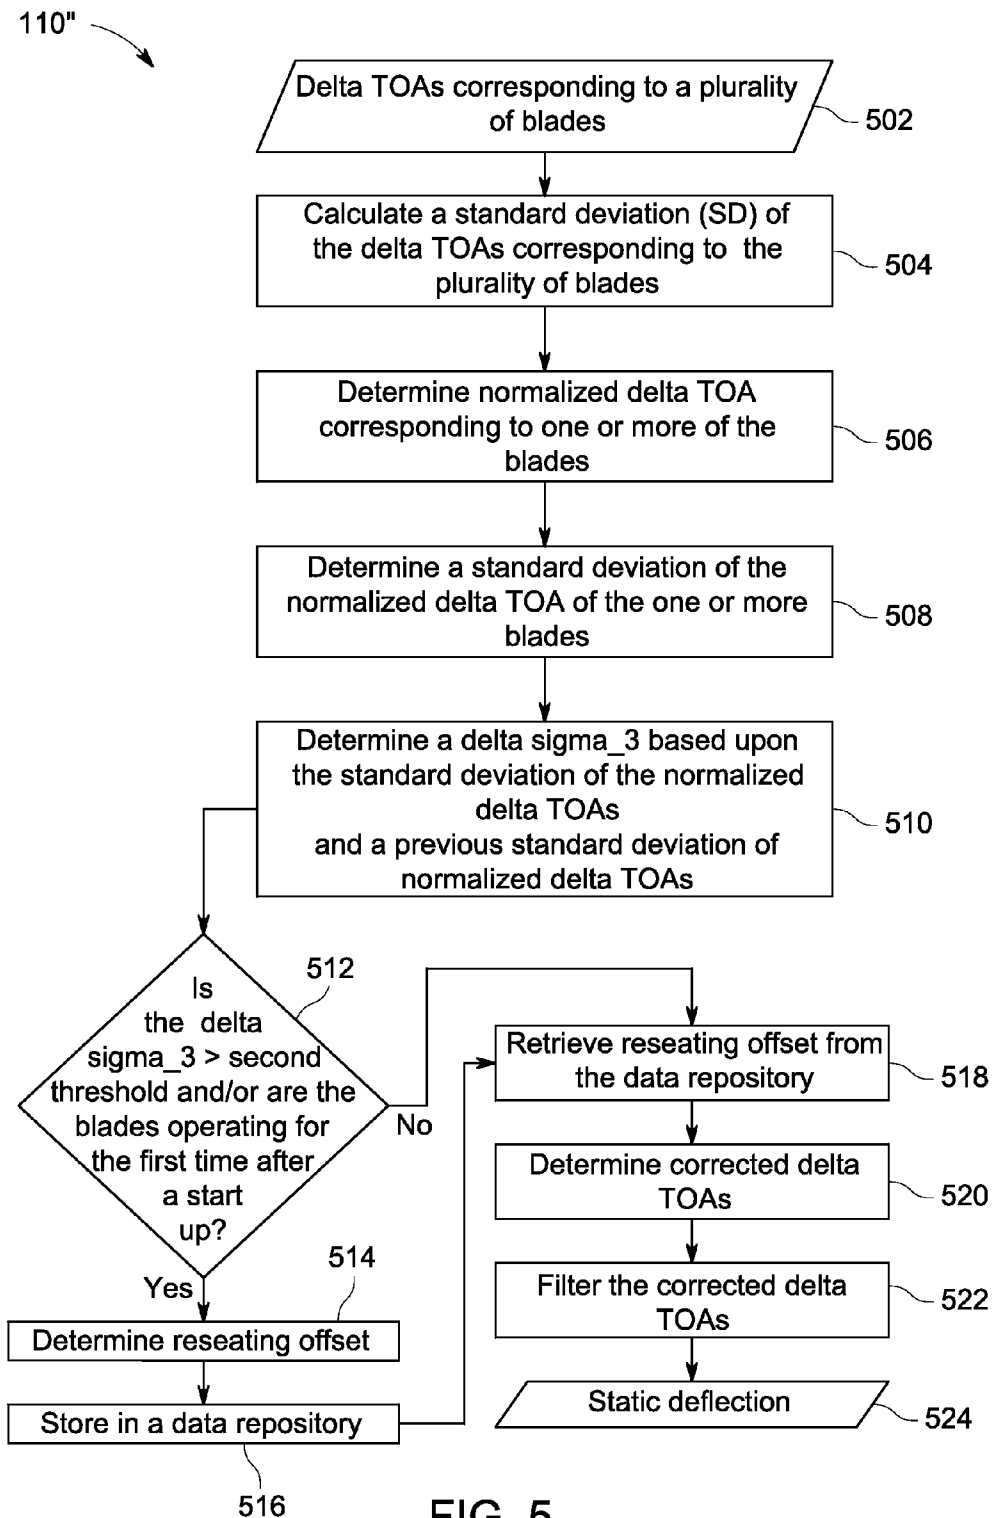 110"
Delta TOAs corresponding to a plurality
of blades
502
Calculate a standard deviation (SD) of
the delta TOAs corresponding to the
plurality of blades
504
Determine normalized delta TOA
corresponding to one or more of the
blades
506
Determine a standard deviation of the
normalized delta TOA of the one or more
blades
508
Determine a delta sigma_3 based upon
the standard deviation of the normalized
delta TOAs
and a previous standard deviation of
normalized delta TOAs
510
512
Is
the delta
sigma_3 > second
threshold and/or are the
blades operating for
the first time after
a start
up?
No
Yes
514
Determine reseating offset
Store in a data repository
516
Retrieve reseating offset from
the data repository
518
Determine corrected delta
TOAs
520
Filter the corrected delta
TOAs
522
Static deflection
524
FIG. 5